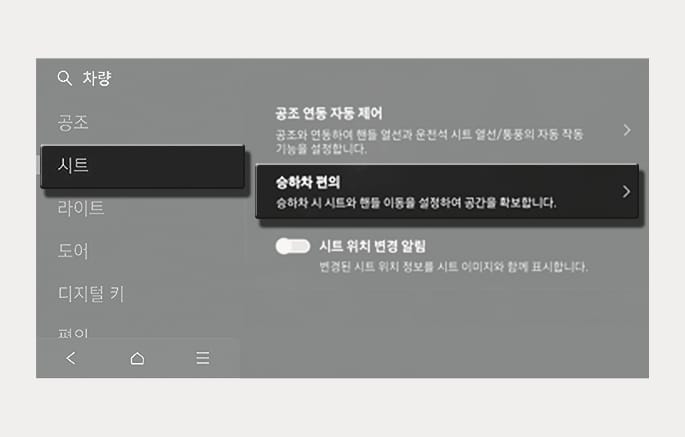 차량
공조
시트
라이트
도어
디지털 키
편의
공조 연동 자동 제어
공조와 연동하여 핸들 열선과 운전석 시트 열선/통풍의 자동 작동
기능을 설정합니다.
승하차 편의
승하차 시 시트와 핸들 이동을 설정하여 공간을 확보합니다.
시트 위치 변경 알림
변경된 시트 위치 정보를 시트 이미지와 함께 표시합니다.